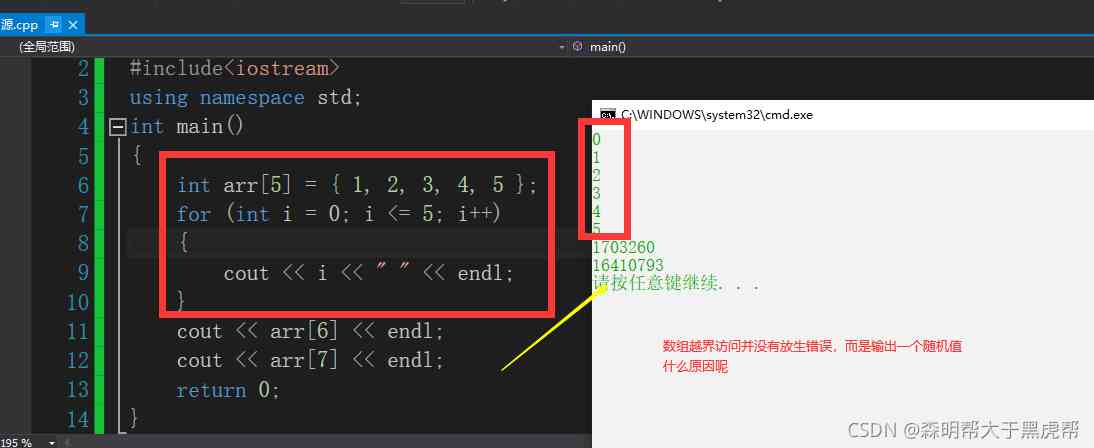 源.cpp
(全局范围)
main()
2 #include<iostream>
3 using namespace std;
4 int main()
5 {
6 int arr[5] = { 1, 2, 3, 4, 5 };
7 for (int i = 0; i <= 5; i++)
8 {
9 cout << i << " " << endl;
10 }
11 cout << arr[6] << endl;
12 cout << arr[7] << endl;
13 return 0;
14 }
195 %
C:\WINDOWS\system32\cmd.exe
0
1
2
3
4
5
1703260
16410793
请按任意键继续. . .
数组越界访问并没有放生错误，而是输出一个随机值
什么原因呢
CSDN @森明帮大于黑虎帮